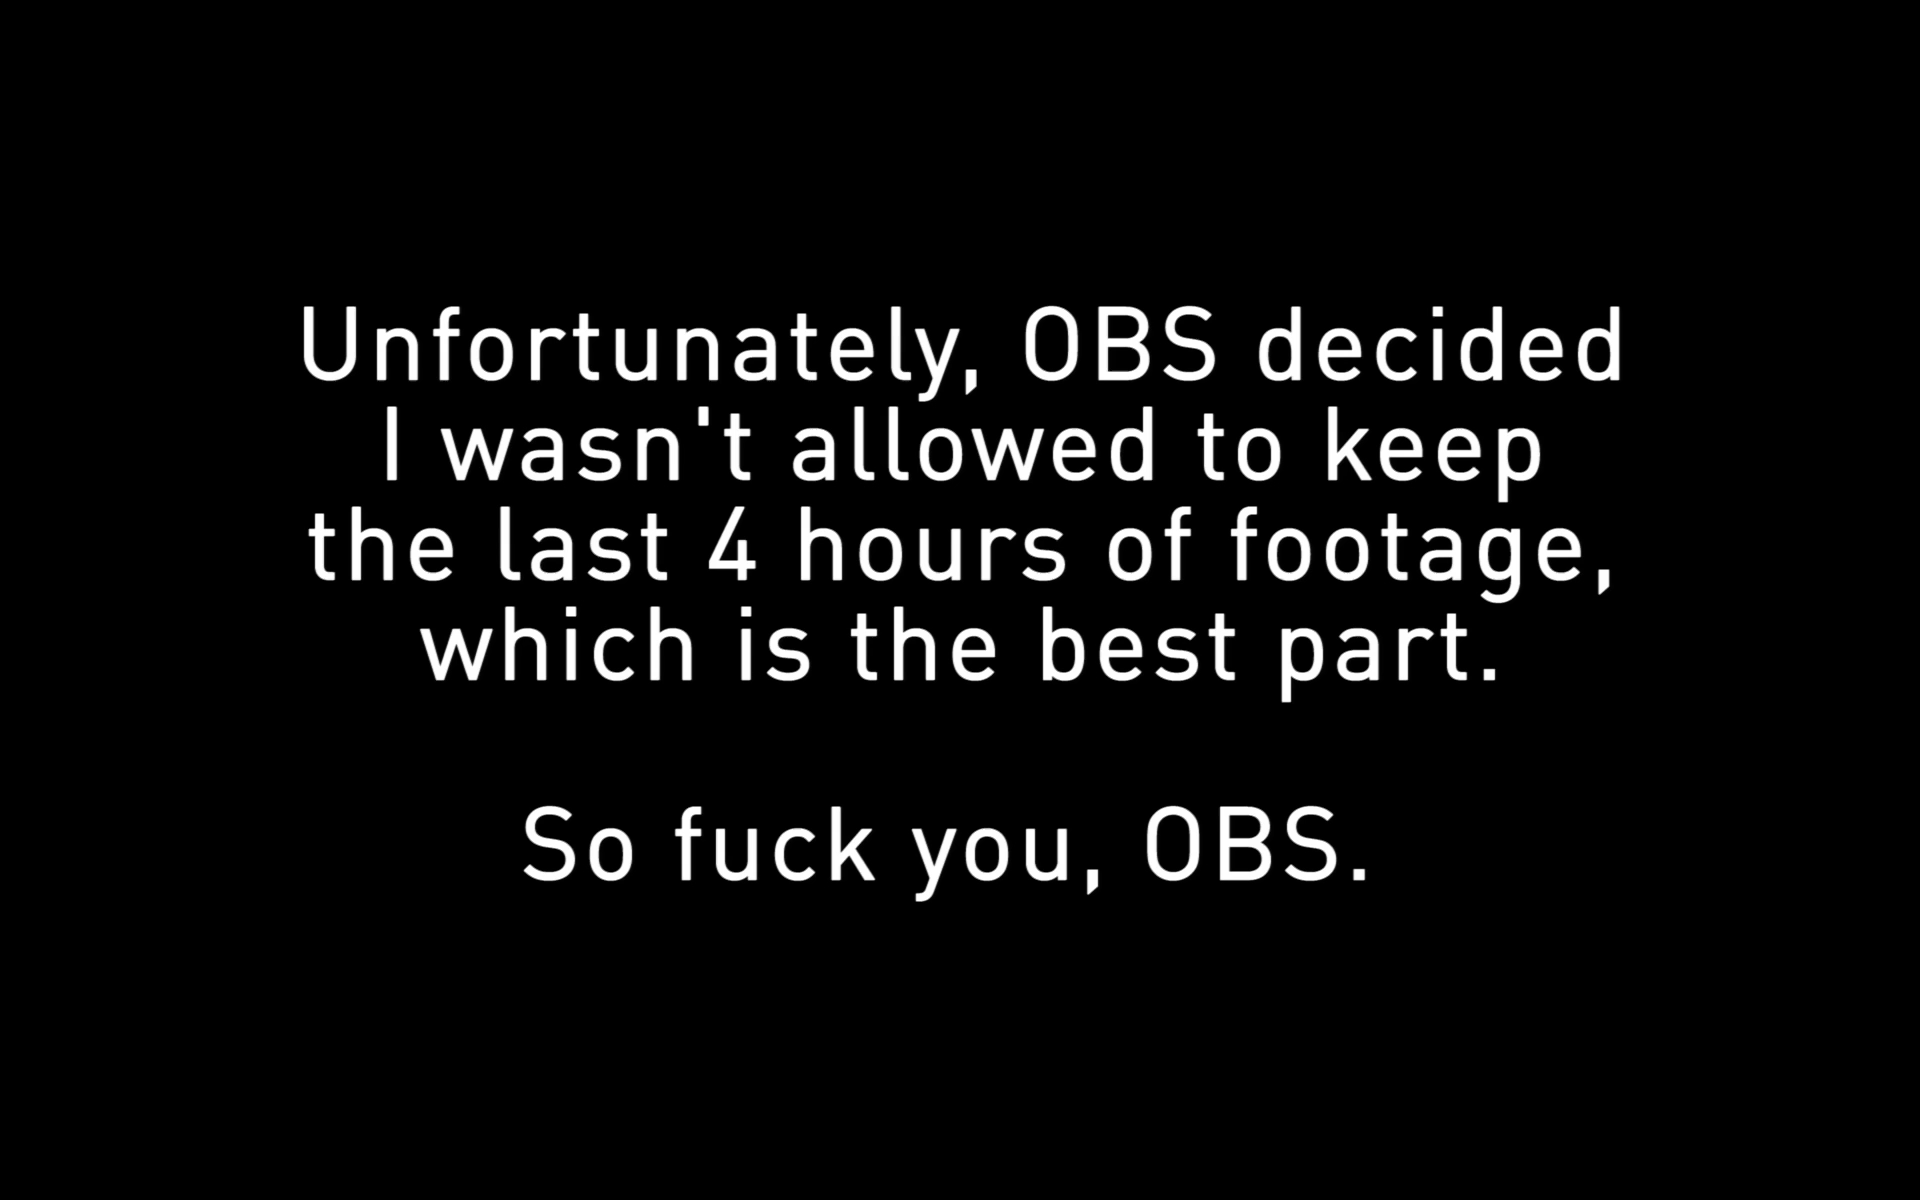 Unfortunately, OBS decided
I wasn't allowed to keep
the last 4 hours of footage,
which is the best part.
So fuck you, OBS.